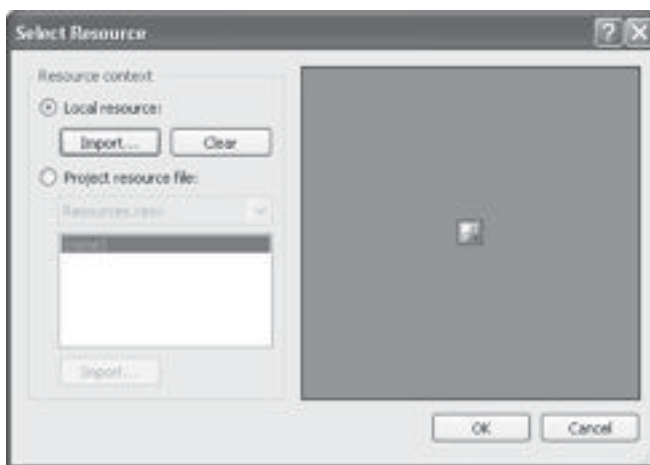 Select Resource
Resource context
Local resource:
Import... Clear
Project resource file:
Resources.resx
Import...
OK Cancel